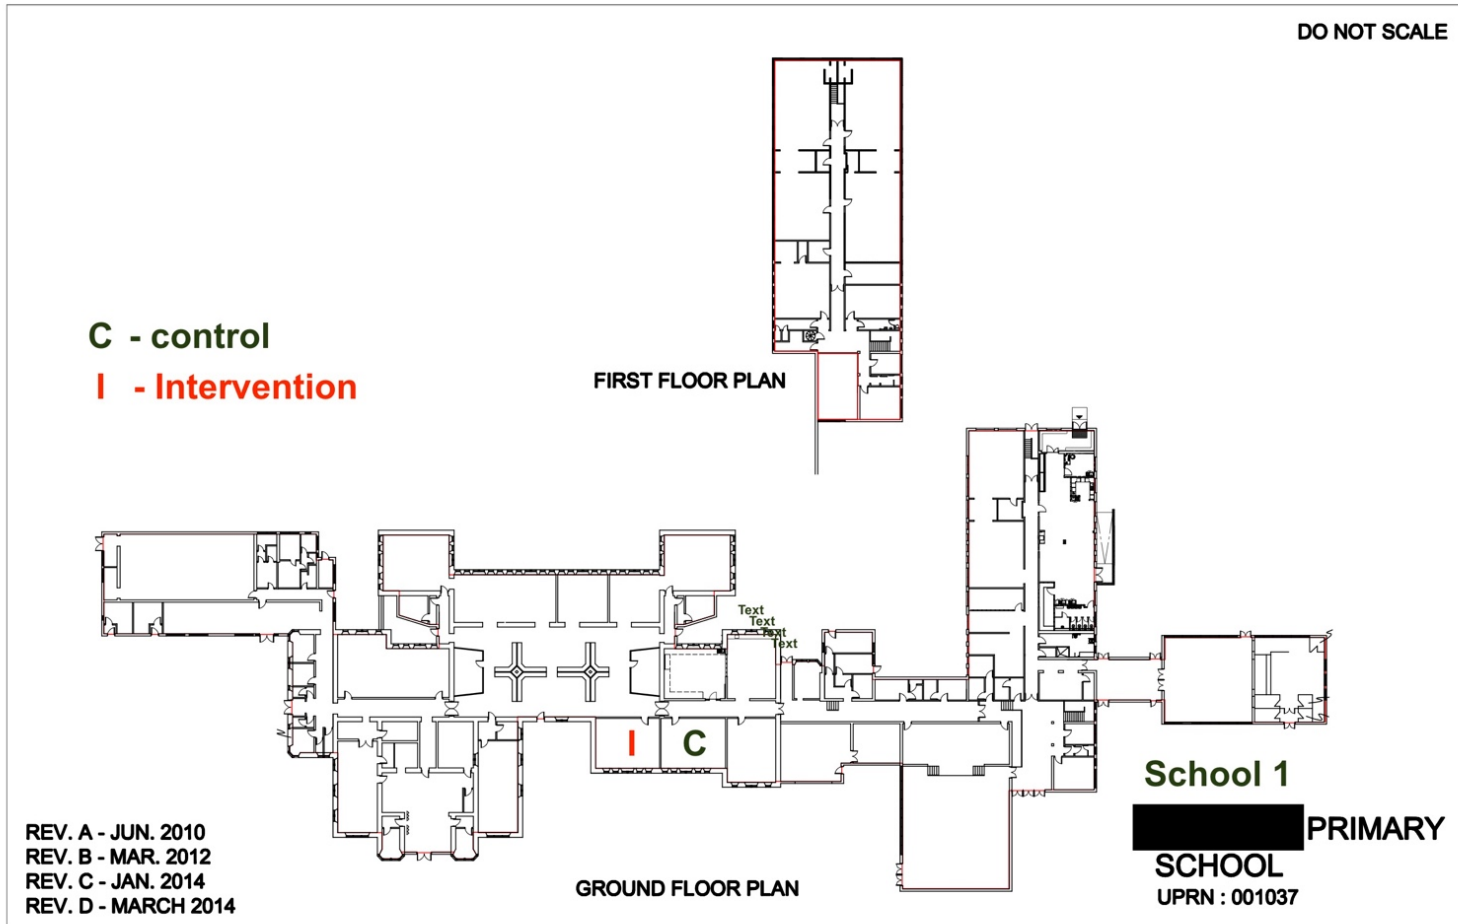 DO NOT SCALE
C - control
I - Intervention
FIRST FLOOR PLAN
Text
Text
Text
Text
I
C
School 1
PRIMARY
SCHOOL
UPRN : 001037
REV. A - JUN. 2010
REV. B - MAR. 2012
REV. C - JAN. 2014
REV. D - MARCH 2014
GROUND FLOOR PLAN